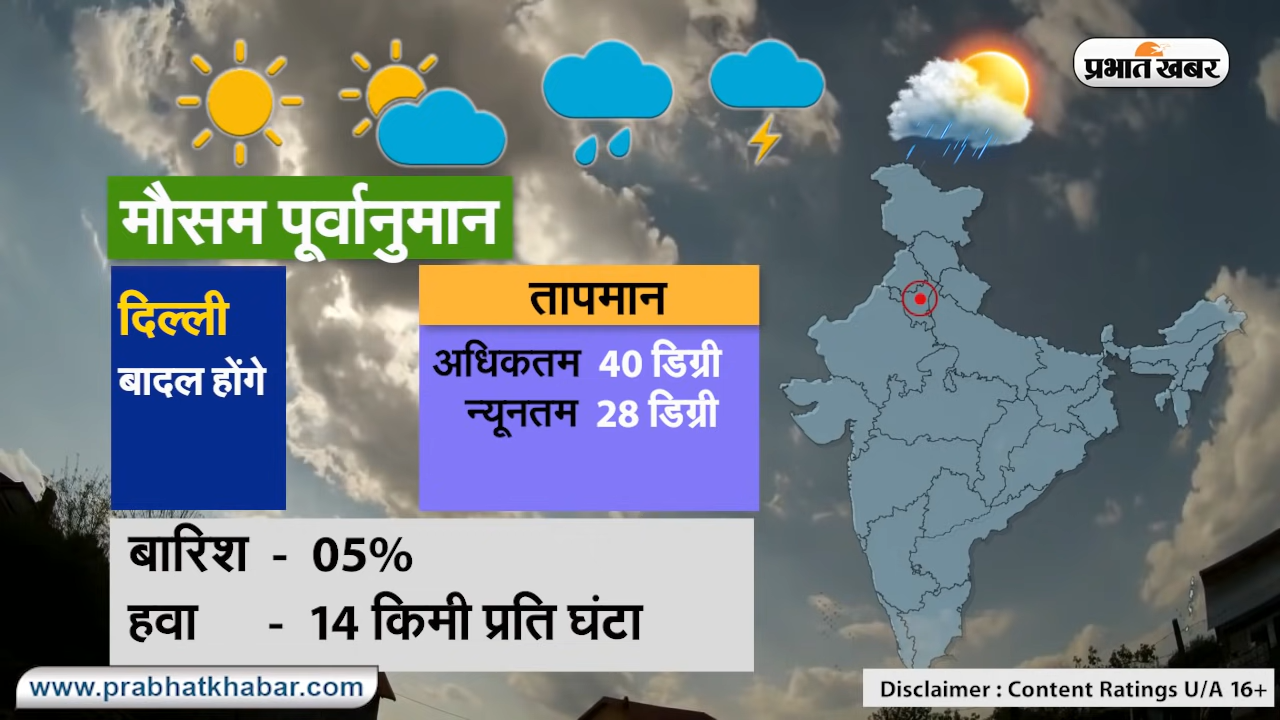 प्रभात खबर
मौसम पूर्वानुमान
दिल्ली
बादल होंगे
तापमान
अधिकतम 40 डिग्री
न्यूनतम 28 डिग्री
बारिश - 05%
हवा - 14 किमी प्रति घंटा
www.prabhatkhabar.com
Disclaimer : Content Ratings U/A 16+